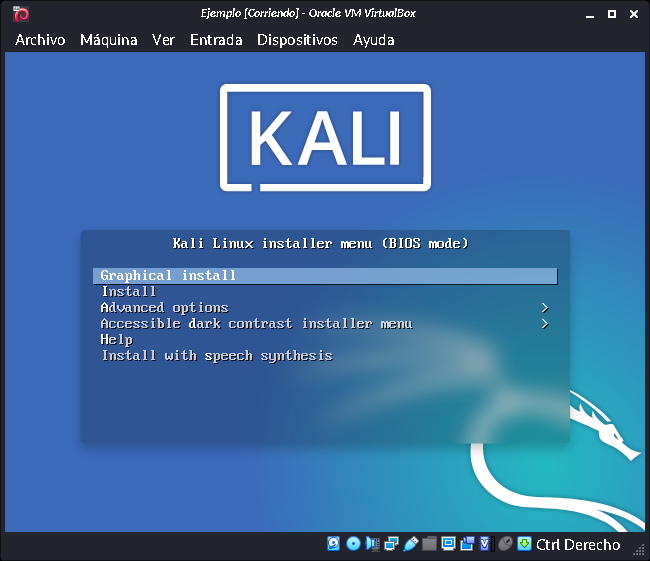 Ejemplo [Corriendo] - Oracle VM VirtualBox
Archivo Máquina Ver Entrada Dispositivos Ayuda
KALI
Kali Linux installer menu (BIOS mode)
Graphical install
Install
Advanced options >
Accessible dark contrast installer menu >
Help
Install with speech synthesis
Ctrl Derecho